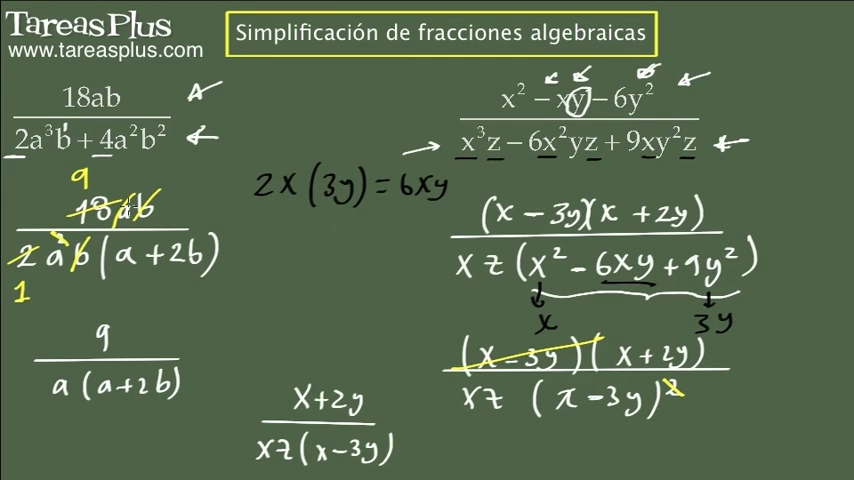 TareasPlus
www.tareasplus.com
Simplificación de fracciones algebraicas
18ab
2a³b + 4a²b²
9
18ab
2a²b(a+2b)
1
9
a(a+2b)
2x(3y)=6xy
x² − xy − 6y²
x³z − 6x²yz + 9xy²z
(x − 3y)(x + 2y)
xz(x² − 6xy + 9y²)
x 3y
(x − 3y)(x + 2y)
xz (x − 3y)²
x+2y
xz(x−3y)